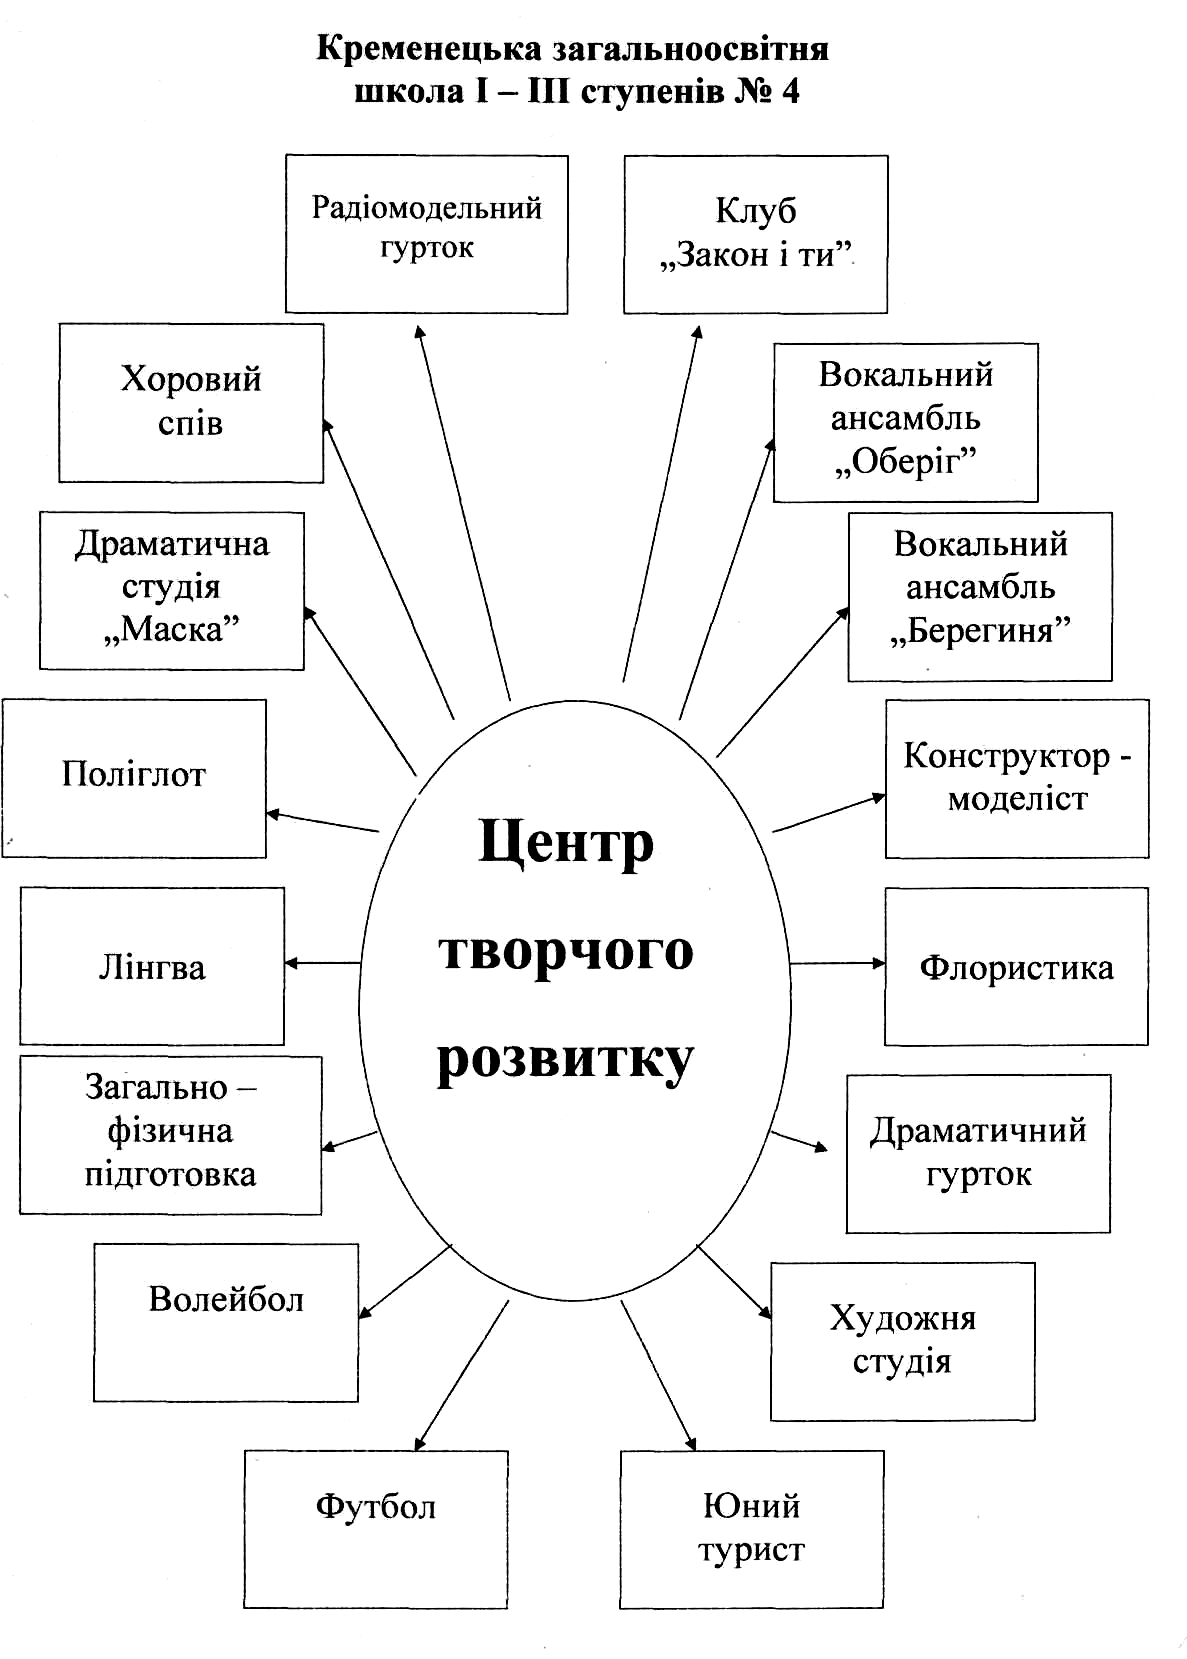 Кременецька загальноосвітня
школа І – ІІІ ступенів № 4
Радіомодельний
гурток
Клуб
„Закон і ти”
Хоровий
спів
Вокальний
ансамбль
„Оберіг”
Драматична
студія
„Маска”
Вокальний
ансамбль
„Берегиня”
Поліглот
Конструктор -
моделіст
Центр
творчого
розвитку
Лінгва
Флористика
Загально –
фізична
підготовка
Драматичний
гурток
Волейбол
Художня
студія
Футбол
Юний
турист